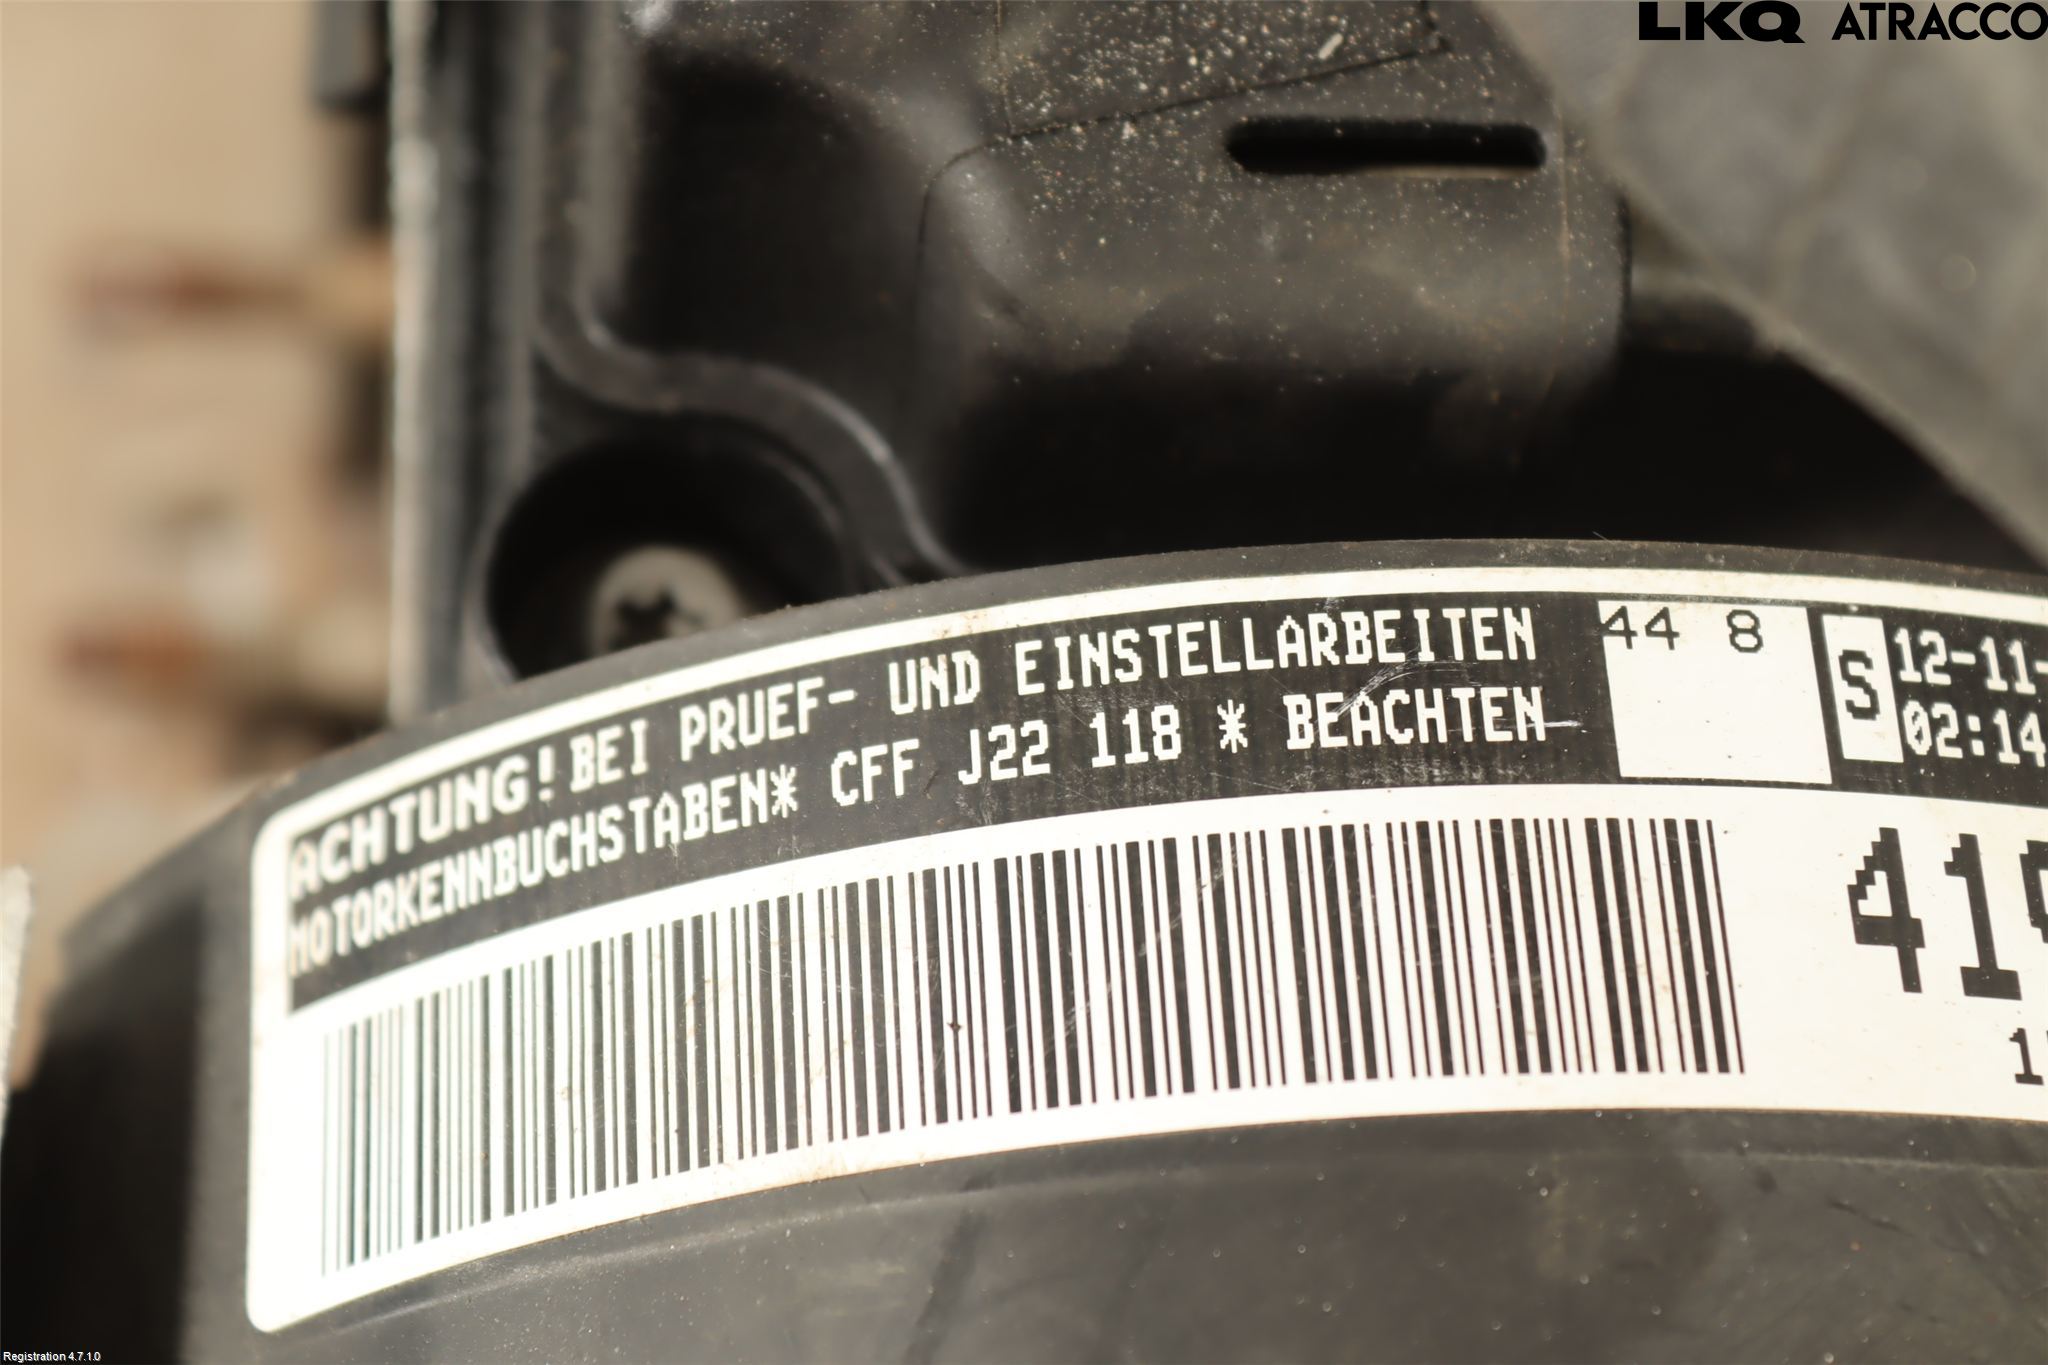 LKQ ATRACCO
ACHTUNG! BEI PRUEF- UND EINSTELLARBEITEN
MOTORKENNBUCHSTABEN* CFF J22 118 * BEACHTEN
44 8
S
12-11-
02:14
419
Registration 4.7.1.0